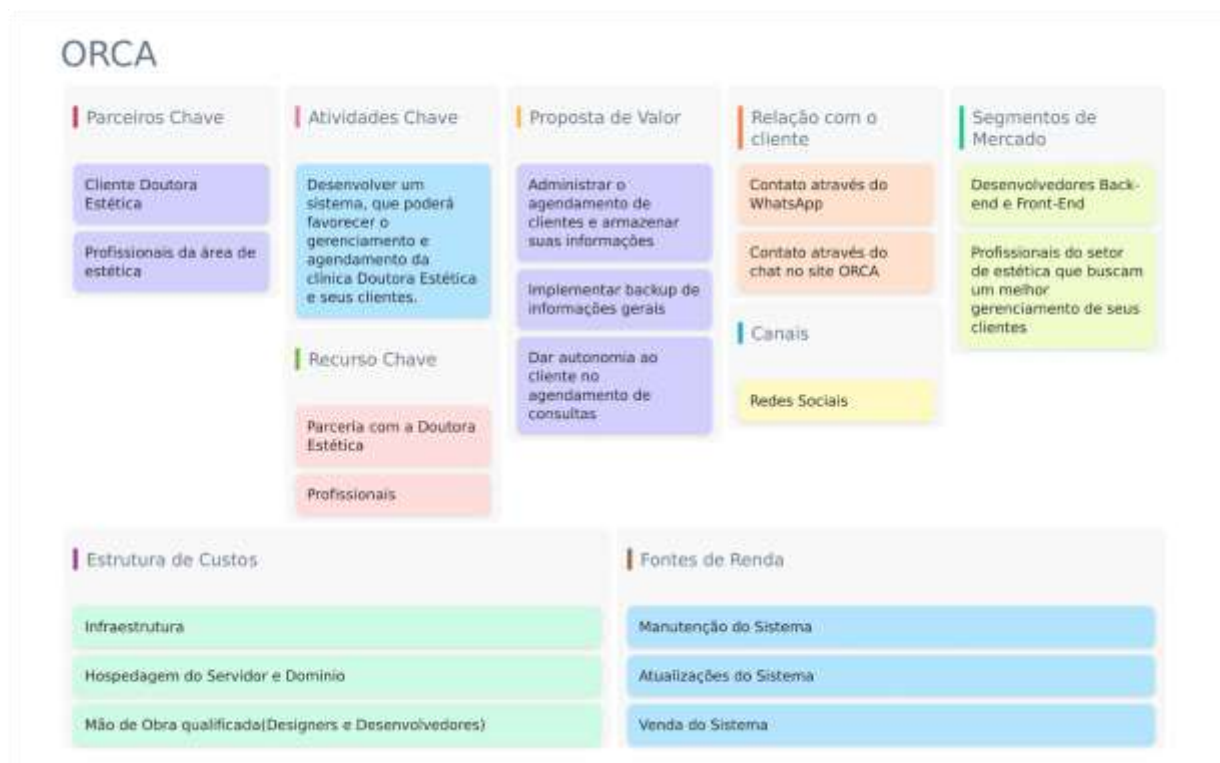 ORCA
Parceiros Chave
Cliente Doutora
Estética
Profissionais da área de
estética
Atividades Chave
Desenvolver um
sistema, que poderá
favorecer o
gerenciamento e
agendamento da
clínica Doutora Estética
e seus clientes.
Recurso Chave
Parceria com a Doutora
Estética
Profissionais
Proposta de Valor
Administrar o
agendamento de
clientes e armazenar
suas informações
Implementar backup de
informações gerais
Dar autonomia ao
cliente no
agendamento de
consultas
Relação com o
cliente
Contato através do
WhatsApp
Contato através do
chat no site ORCA
Canais
Redes Sociais
Segmentos de
Mercado
Desenvolvedores Back-
end e Front-End
Profissionais do setor
de estética que buscam
um melhor
gerenciamento de seus
clientes
Estrutura de Custos
Infraestrutura
Hospedagem do Servidor e Dominio
Mão de Obra qualificada(Designers e Desenvolvedores)
Fontes de Renda
Manutenção do Sistema
Atualizações do Sistema
Venda do Sistema